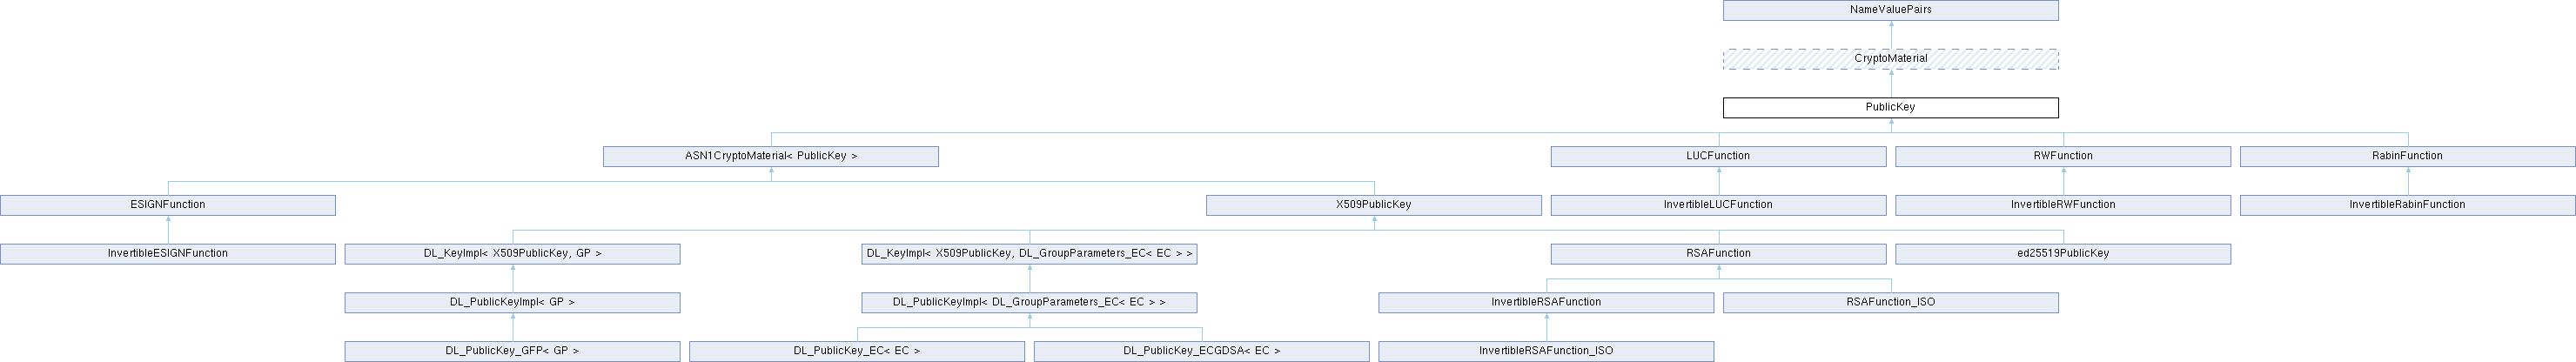 NameValuePairs
CryptoMaterial
PublicKey
ASN1CryptoMaterial< PublicKey >
LUCFunction
RWFunction
RabinFunction
ESIGNFunction
X509PublicKey
InvertibleLUCFunction
InvertibleRWFunction
InvertibleRabinFunction
InvertibleESIGNFunction
DL_KeyImpl< X509PublicKey, GP >
DL_KeyImpl< X509PublicKey, DL_GroupParameters_EC< EC > >
RSAFunction
ed25519PublicKey
DL_PublicKeyImpl< GP >
DL_PublicKeyImpl< DL_GroupParameters_EC< EC > >
InvertibleRSAFunction
RSAFunction_ISO
DL_PublicKey_GFP< GP >
DL_PublicKey_EC< EC >
DL_PublicKey_ECGDSA< EC >
InvertibleRSAFunction_ISO